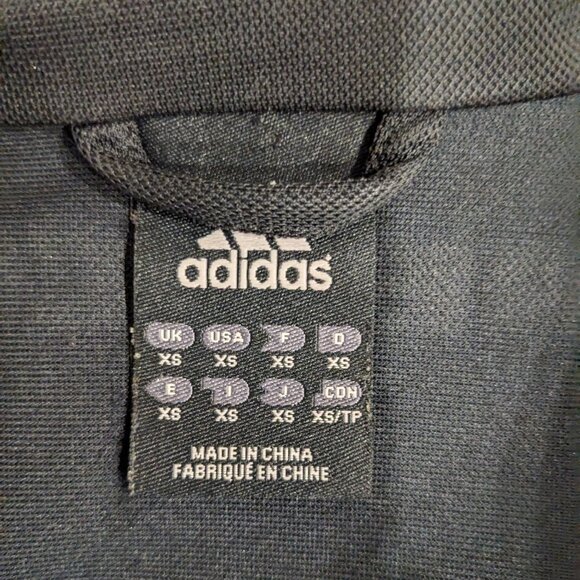 adidas
UK USA F D
XS XS XS XS
E I J CDN
XS XS XS XS/TP
MADE IN CHINA
FABRIQUÉ EN CHINE